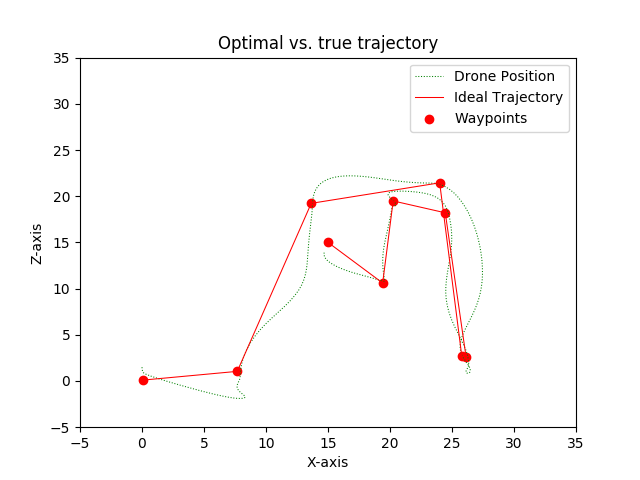 Optimal vs. true trajectory
35
30
25
20
15
10
5
0
−5
Z-axis
Drone Position
Ideal Trajectory
Waypoints
−5 0 5 10 15 20 25 30 35
X-axis